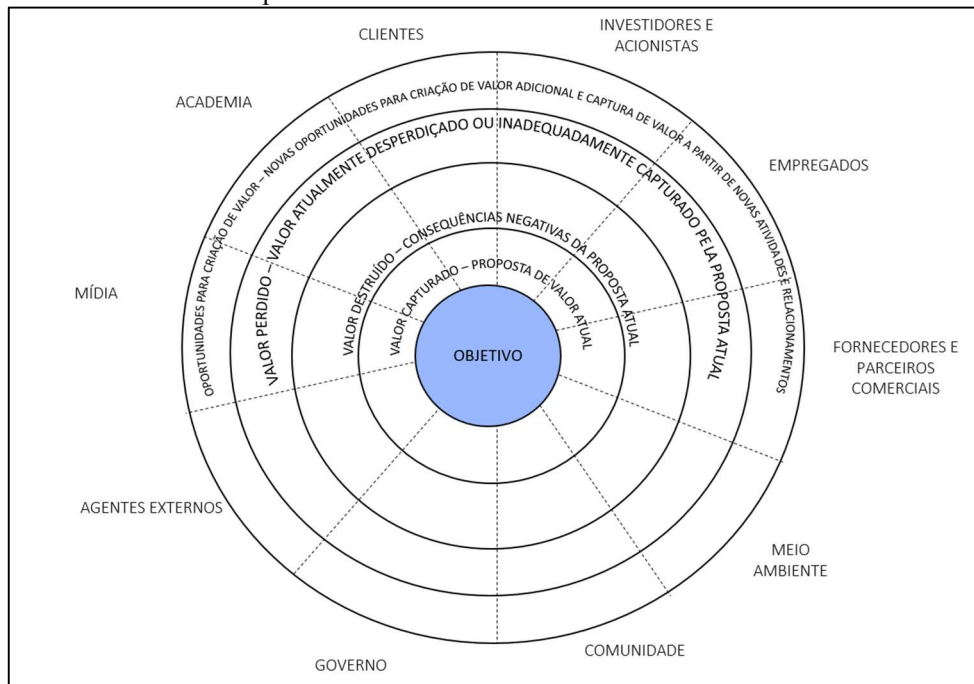 CLIENTES
INVESTIDORES E
ACIONISTAS
ACADEMIA
EMPREGADOS
MÍDIA
FORNECEDORES E
PARCEIROS
COMERCIAIS
AGENTES EXTERNOS
MEIO
AMBIENTE
GOVERNO
COMUNIDADE
OPORTUNIDADES PARA CRIAÇÃO DE VALOR – NOVAS OPORTUNIDADES PARA CRIAÇÃO DE VALOR ADICIONAL E CAPTURA DE VALOR A PARTIR DE NOVAS ATIVIDADES E RELACIONAMENTOS
VALOR PERDIDO – VALOR ATUALMENTE DESPERDIÇADO OU INADEQUADAMENTE CAPTURADO PELA PROPOSTA ATUAL
VALOR DESTRUÍDO – CONSEQUÊNCIAS NEGATIVAS DA PROPOSTA ATUAL
VALOR CAPTURADO – PROPOSTA DE VALOR ATUAL
OBJETIVO